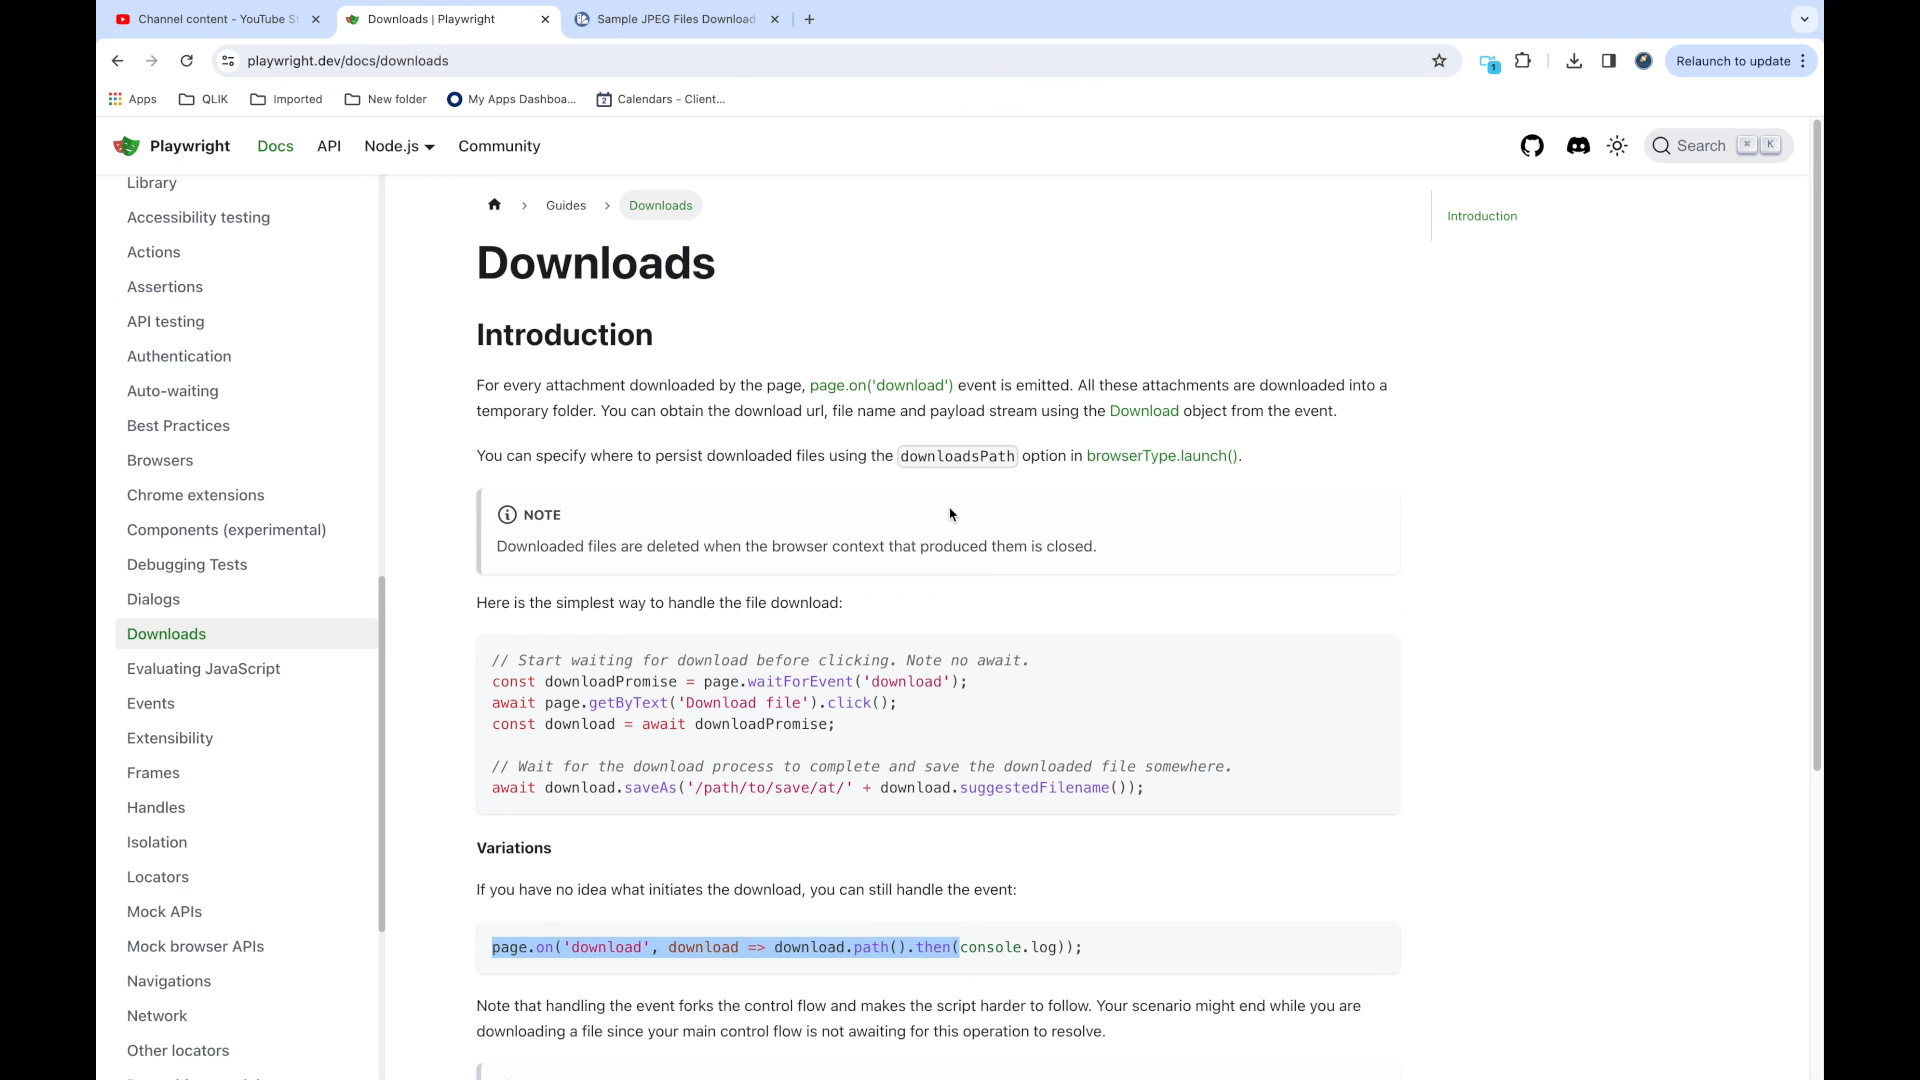 Channel content - YouTube S
Downloads | Playwright
Sample JPEG Files Download
playwright.dev/docs/downloads
1
Relaunch to update
Apps
QLIK
Imported
New folder
My Apps Dashboa...
2
Calendars - Client...
Playwright
Docs
API
Node.js
Community
Search
⌘ K
Library
Accessibility testing
Actions
Assertions
API testing
Authentication
Auto-waiting
Best Practices
Browsers
Chrome extensions
Components (experimental)
Debugging Tests
Dialogs
Downloads
Evaluating JavaScript
Events
Extensibility
Frames
Handles
Isolation
Locators
Mock APIs
Mock browser APIs
Navigations
Network
Other locators
Guides
Downloads
Downloads
Introduction
For every attachment downloaded by the page, page.on('download') event is emitted. All these attachments are downloaded into a
temporary folder. You can obtain the download url, file name and payload stream using the Download object from the event.
You can specify where to persist downloaded files using the downloadsPath option in browserType.launch().
NOTE
Downloaded files are deleted when the browser context that produced them is closed.
Here is the simplest way to handle the file download:
// Start waiting for download before clicking. Note no await.
const downloadPromise = page.waitForEvent('download');
await page.getByText('Download file').click();
const download = await downloadPromise;
// Wait for the download process to complete and save the downloaded file somewhere.
await download.saveAs('/path/to/save/at/' + download.suggestedFilename());
Variations
If you have no idea what initiates the download, you can still handle the event:
page.on('download', download => download.path().then(console.log));
Note that handling the event forks the control flow and makes the script harder to follow. Your scenario might end while you are
downloading a file since your main control flow is not awaiting for this operation to resolve.
Introduction